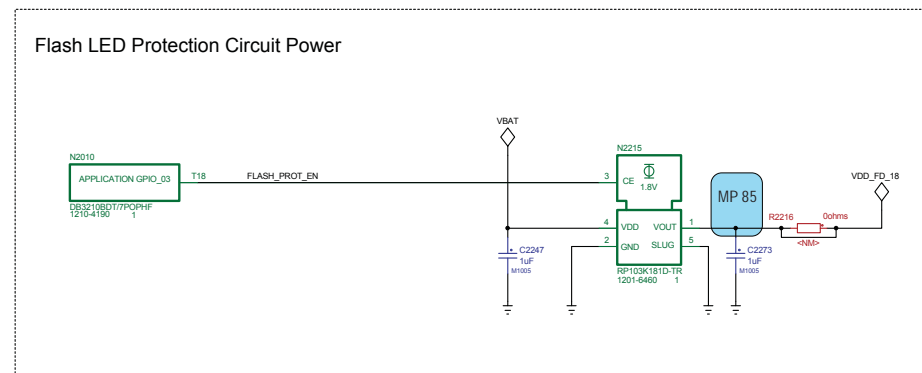 Flash LED Protection Circuit Power
VBAT
N2010
APPLICATION GPIO_03
T18
FLASH_PROT_EN
DB3210BDT/7POPHF
1210-4190 1
N2215
3
CE
1.8V
4
VDD
VOUT
1
2
GND
SLUG
5
RP103K181D-TR
1201-6460 1
C2247
1uF
M1005
MP 85
C2273
1uF
M1005
R2216
0ohms
<NM>
VDD_FD_18